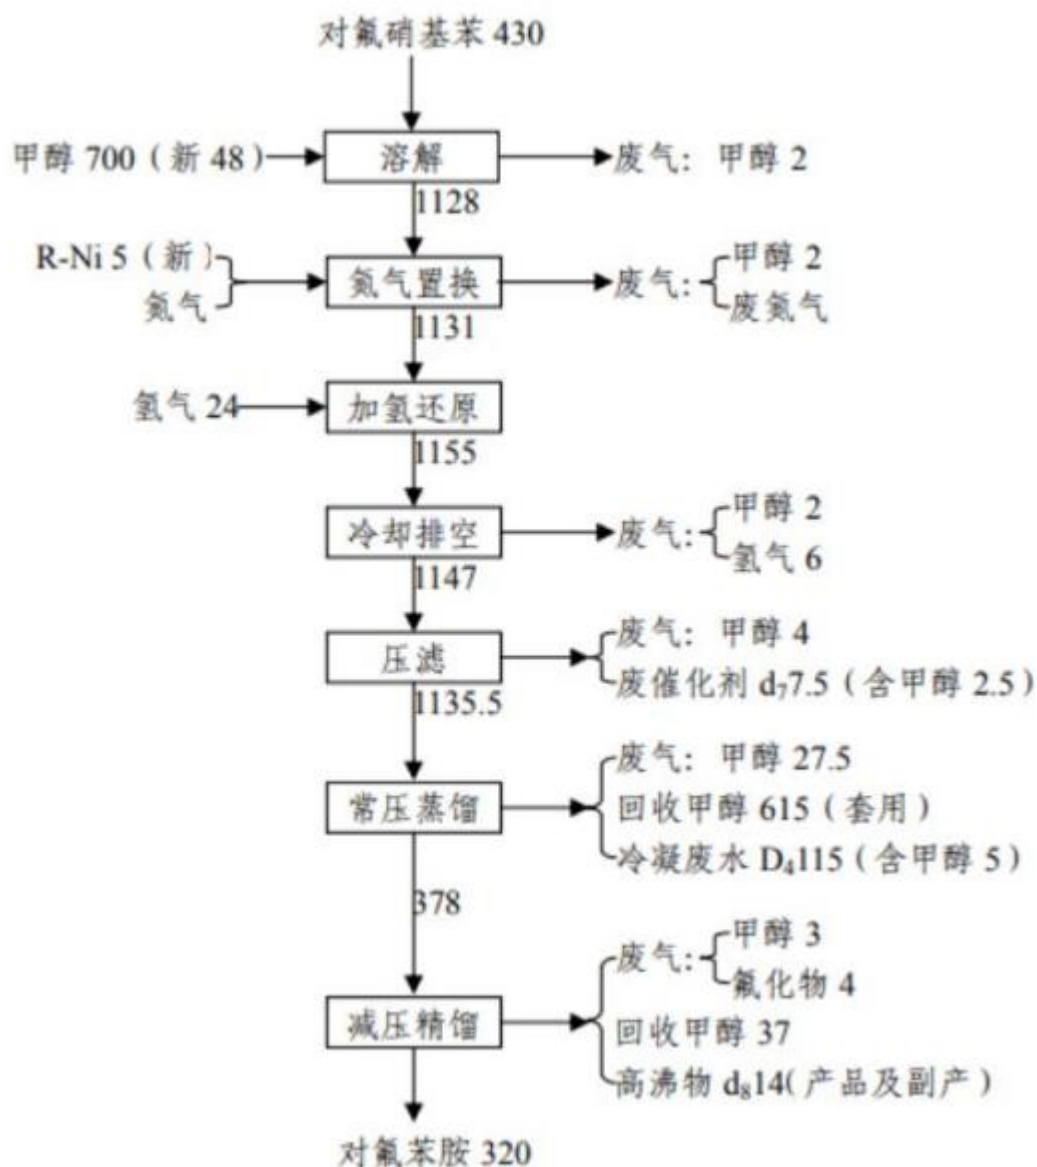 对氟硝基苯 430
甲醇 700（新 48）
溶解
废气：甲醇 2
1128
R-Ni 5（新）
氮气
氮气置换
废气：
甲醇 2
废氮气
1131
氢气 24
加氢还原
1155
冷却排空
废气：
甲醇 2
氢气 6
1147
压滤
废气：甲醇 4
废催化剂 d₇7.5（含甲醇 2.5）
1135.5
常压蒸馏
废气：甲醇 27.5
回收甲醇 615（套用）
冷凝废水 D₄115（含甲醇 5）
378
减压精馏
废气：
甲醇 3
氟化物 4
回收甲醇 37
高沸物 d₈14（产品及副产）
对氟苯胺 320